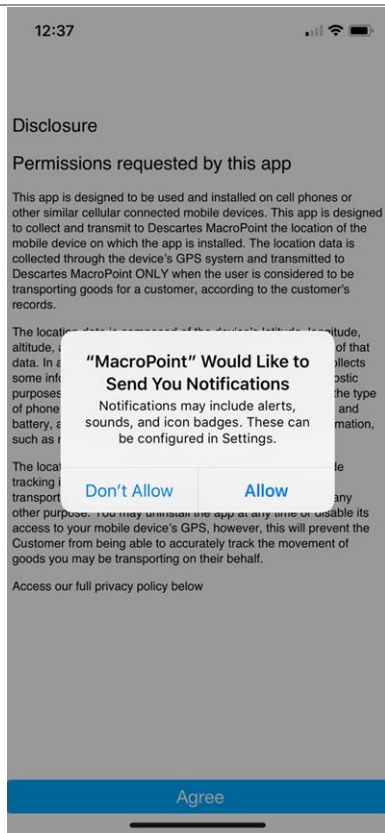 12:37
Disclosure
Permissions requested by this app
This app is designed to be used and installed on cell phones or
other similar cellular connected mobile devices. This app is designed
to collect and transmit to Descartes MacroPoint the location of the
mobile device on which the app is installed. The location data is
collected through the device's GPS system and transmitted to
Descartes MacroPoint ONLY when the user is considered to be
transporting goods for a customer, according to the customer's
records.
The location data is composed of the device's latitude, longitude,
altitude, of that
data. In
some
purposes the type
of phone and
battery,
such as
"MacroPoint" Would Like to
Send You Notifications
Notifications may include alerts,
sounds, and icon badges. These can
be configured in Settings.
Don't Allow
Allow
The
tracking
any
other purpose. You may uninstall the app at any time or disable its
access to your mobile device's GPS, however, this will prevent the
Customer from being able to accurately track the movement of
goods you may be transporting on their behalf.
Access our full privacy policy below
Agree